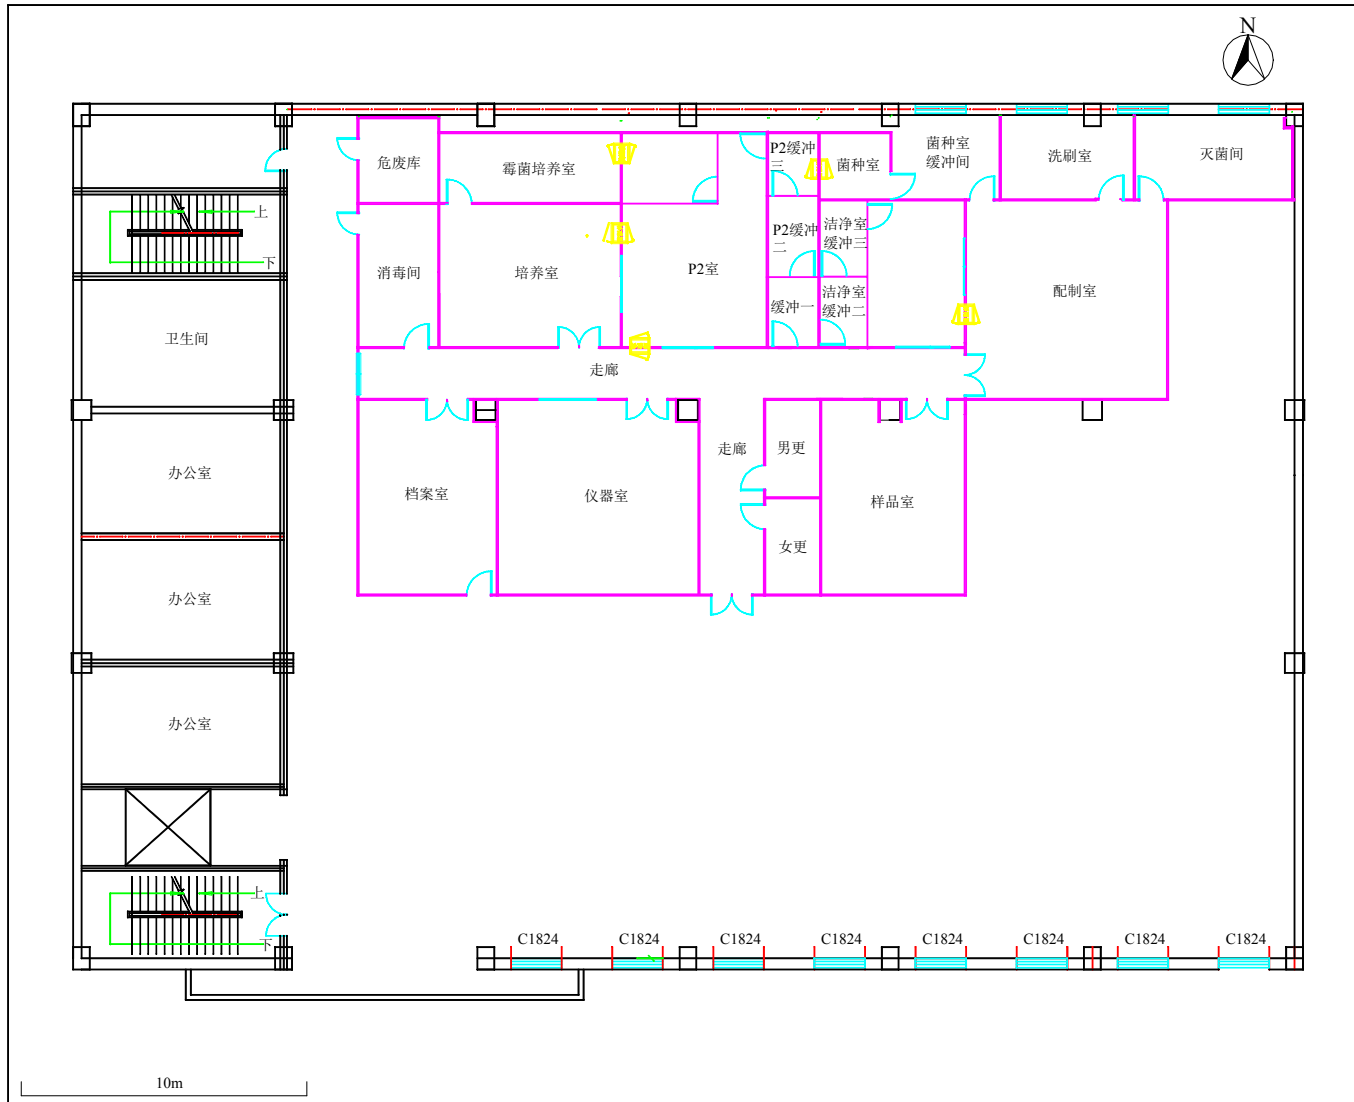 N
P2缓冲
三
菌种室
菌种室
缓冲间
洗刷室
灭菌间
危废库
霉菌培养室
上
下
P2缓冲
二
洁净室
缓冲三
消毒间
培养室
P2室
配制室
缓冲一
洁净室
缓冲二
卫生间
走廊
走廊
男更
办公室
档案室
仪器室
样品室
女更
办公室
办公室
上
下
C1824
C1824
C1824
C1824
C1824
C1824
C1824
C1824
10m